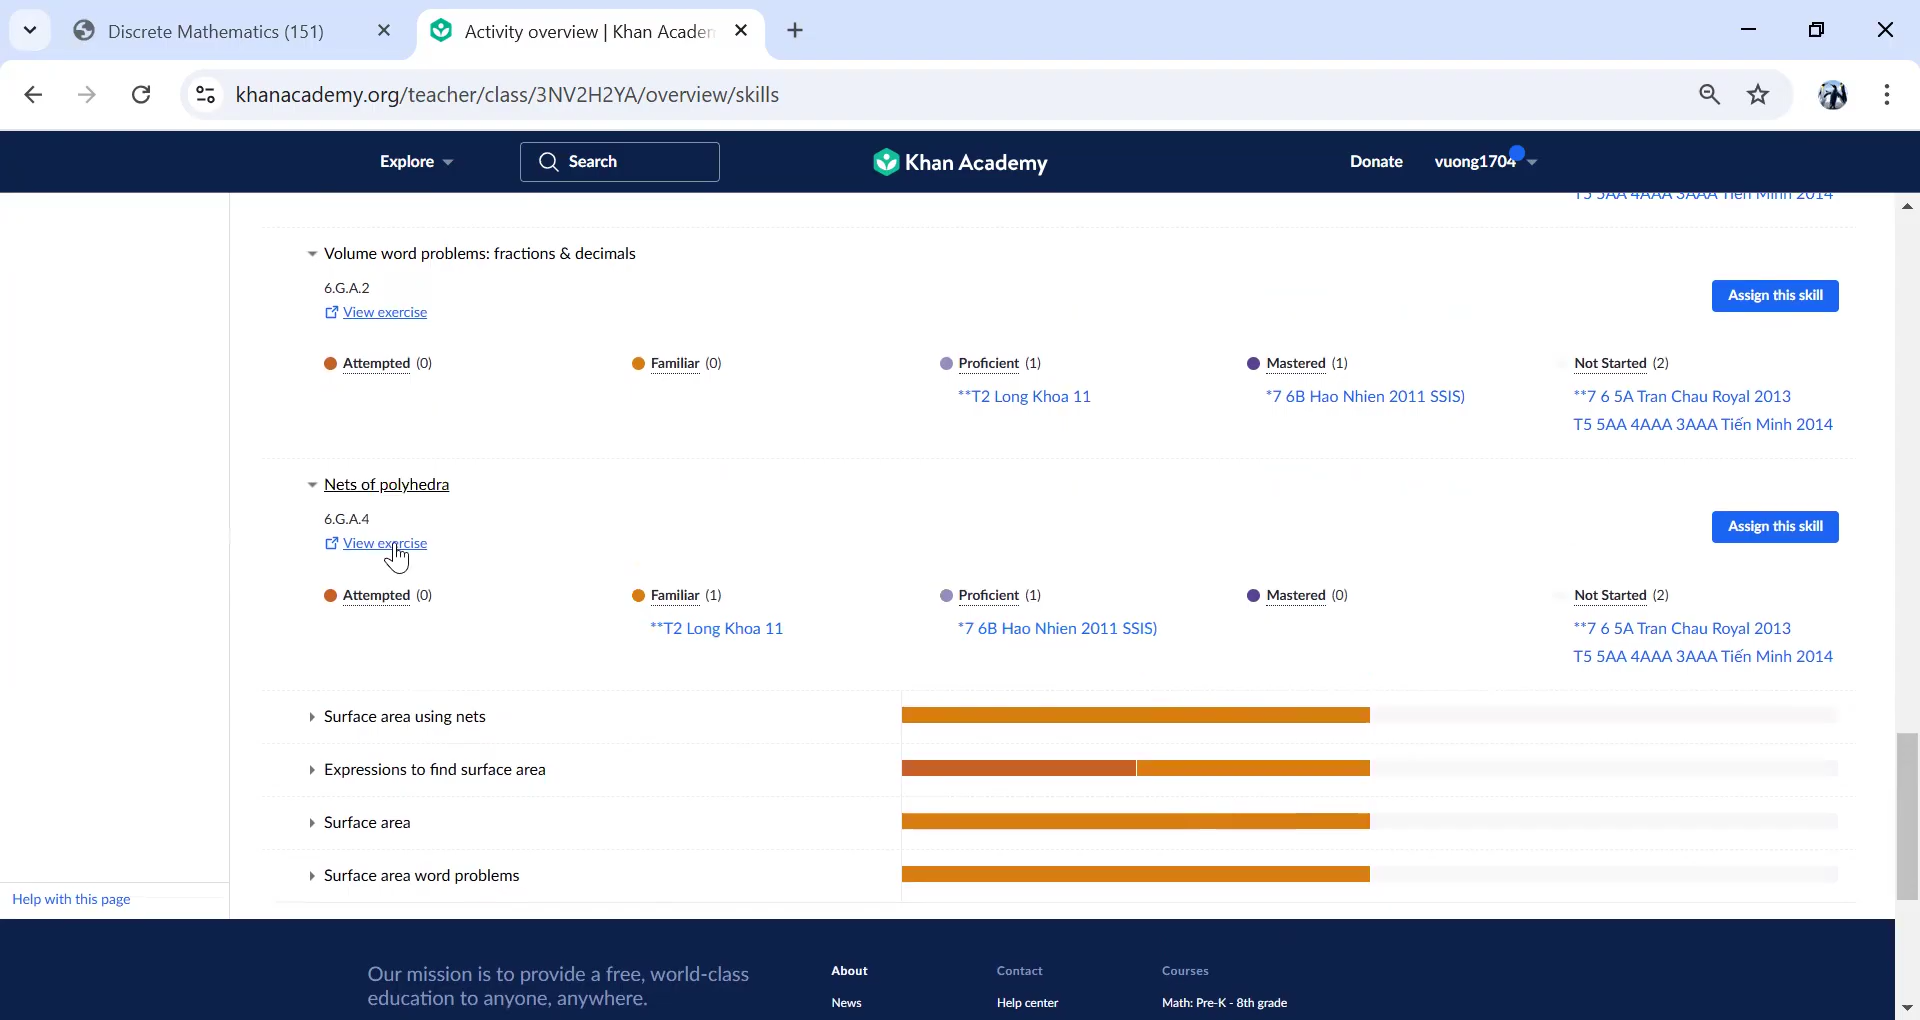 Discrete Mathematics (151)
Activity overview | Khan Academ
khanacademy.org/teacher/class/3NV2H2YA/overview/skills
Explore
Search
Khan Academy
Donate
vuong1704
T5 5AA 4AAA 3AAA Tiến Minh 2014
Volume word problems: fractions & decimals
6.G.A.2
View exercise
Assign this skill
Attempted (0)
Familiar (0)
Proficient (1)
Mastered (1)
Not Started (2)
**T2 Long Khoa 11
*7 6B Hao Nhien 2011 SSIS)
**7 6 5A Tran Chau Royal 2013
T5 5AA 4AAA 3AAA Tiến Minh 2014
Nets of polyhedra
6.G.A.4
View exercise
Assign this skill
Attempted (0)
Familiar (1)
Proficient (1)
Mastered (0)
Not Started (2)
**T2 Long Khoa 11
*7 6B Hao Nhien 2011 SSIS)
**7 6 5A Tran Chau Royal 2013
T5 5AA 4AAA 3AAA Tiến Minh 2014
Surface area using nets
Expressions to find surface area
Surface area
Surface area word problems
Help with this page
Our mission is to provide a free, world-class
education to anyone, anywhere.
About
News
Contact
Help center
Courses
Math: Pre-K - 8th grade